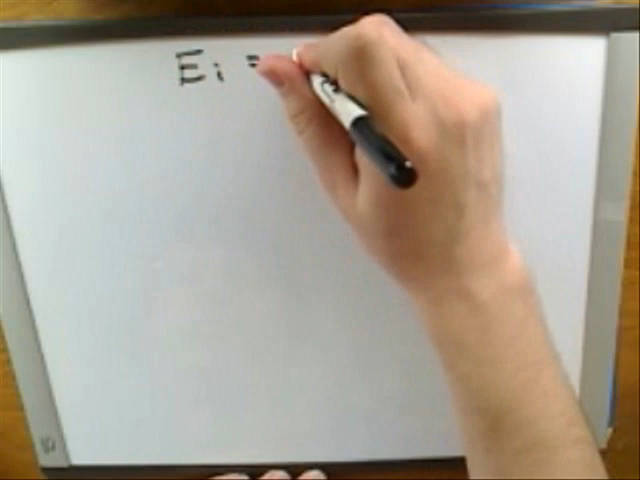 Ei =